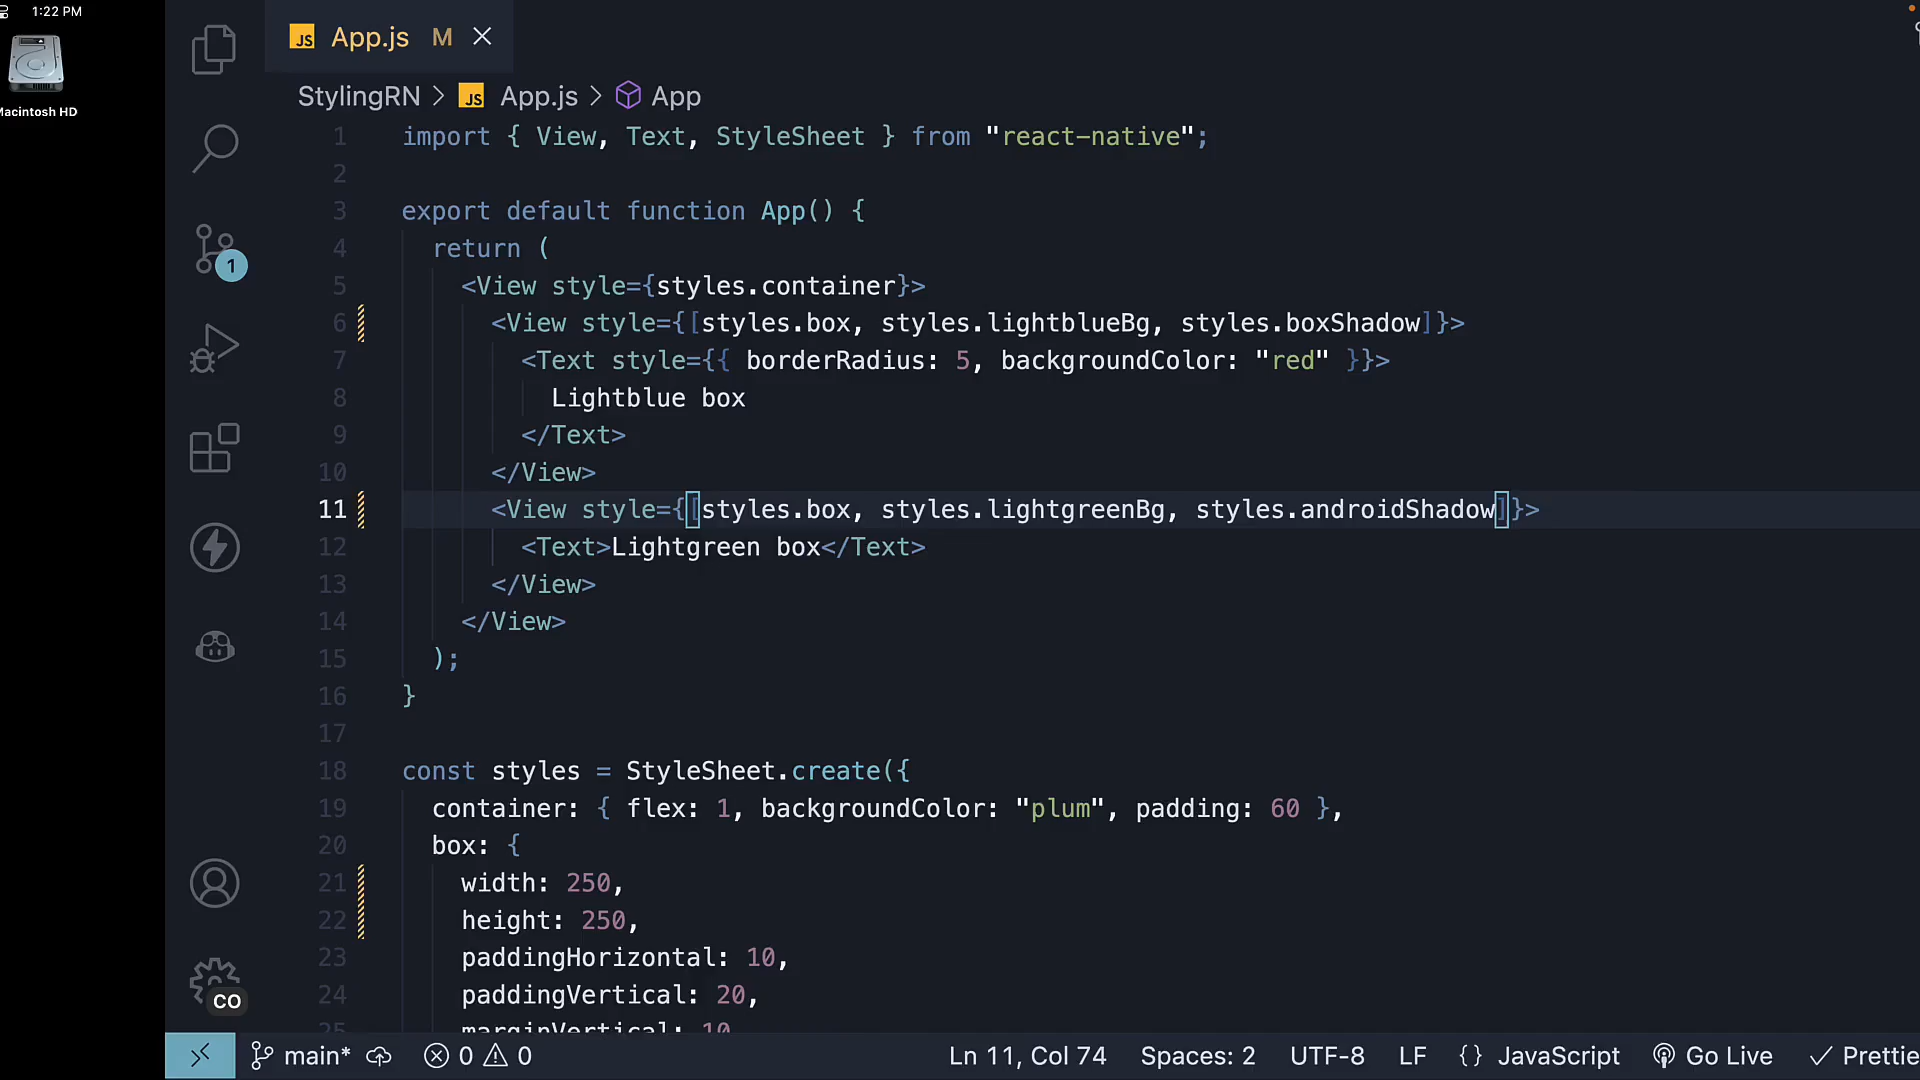 1:22 PM
Macintosh HD
JS App.js M
StylingRN > JS App.js > App
1 import { View, Text, StyleSheet } from "react-native";
2
3 export default function App() {
4 return (
5 <View style={styles.container}>
6 <View style={[styles.box, styles.lightblueBg, styles.boxShadow]}>
7 <Text style={{ borderRadius: 5, backgroundColor: "red" }}>
8 Lightblue box
9 </Text>
10 </View>
11 <View style={[styles.box, styles.lightgreenBg, styles.androidShadow]}>
12 <Text>Lightgreen box</Text>
13 </View>
14 </View>
15 );
16 }
17
18 const styles = StyleSheet.create({
19 container: { flex: 1, backgroundColor: "plum", padding: 60 },
20 box: {
21 width: 250,
22 height: 250,
23 paddingHorizontal: 10,
24 paddingVertical: 20,
25 marginVertical: 10
1
CO
main* 0 0 Ln 11, Col 74 Spaces: 2 UTF-8 LF {} JavaScript Go Live Prettie